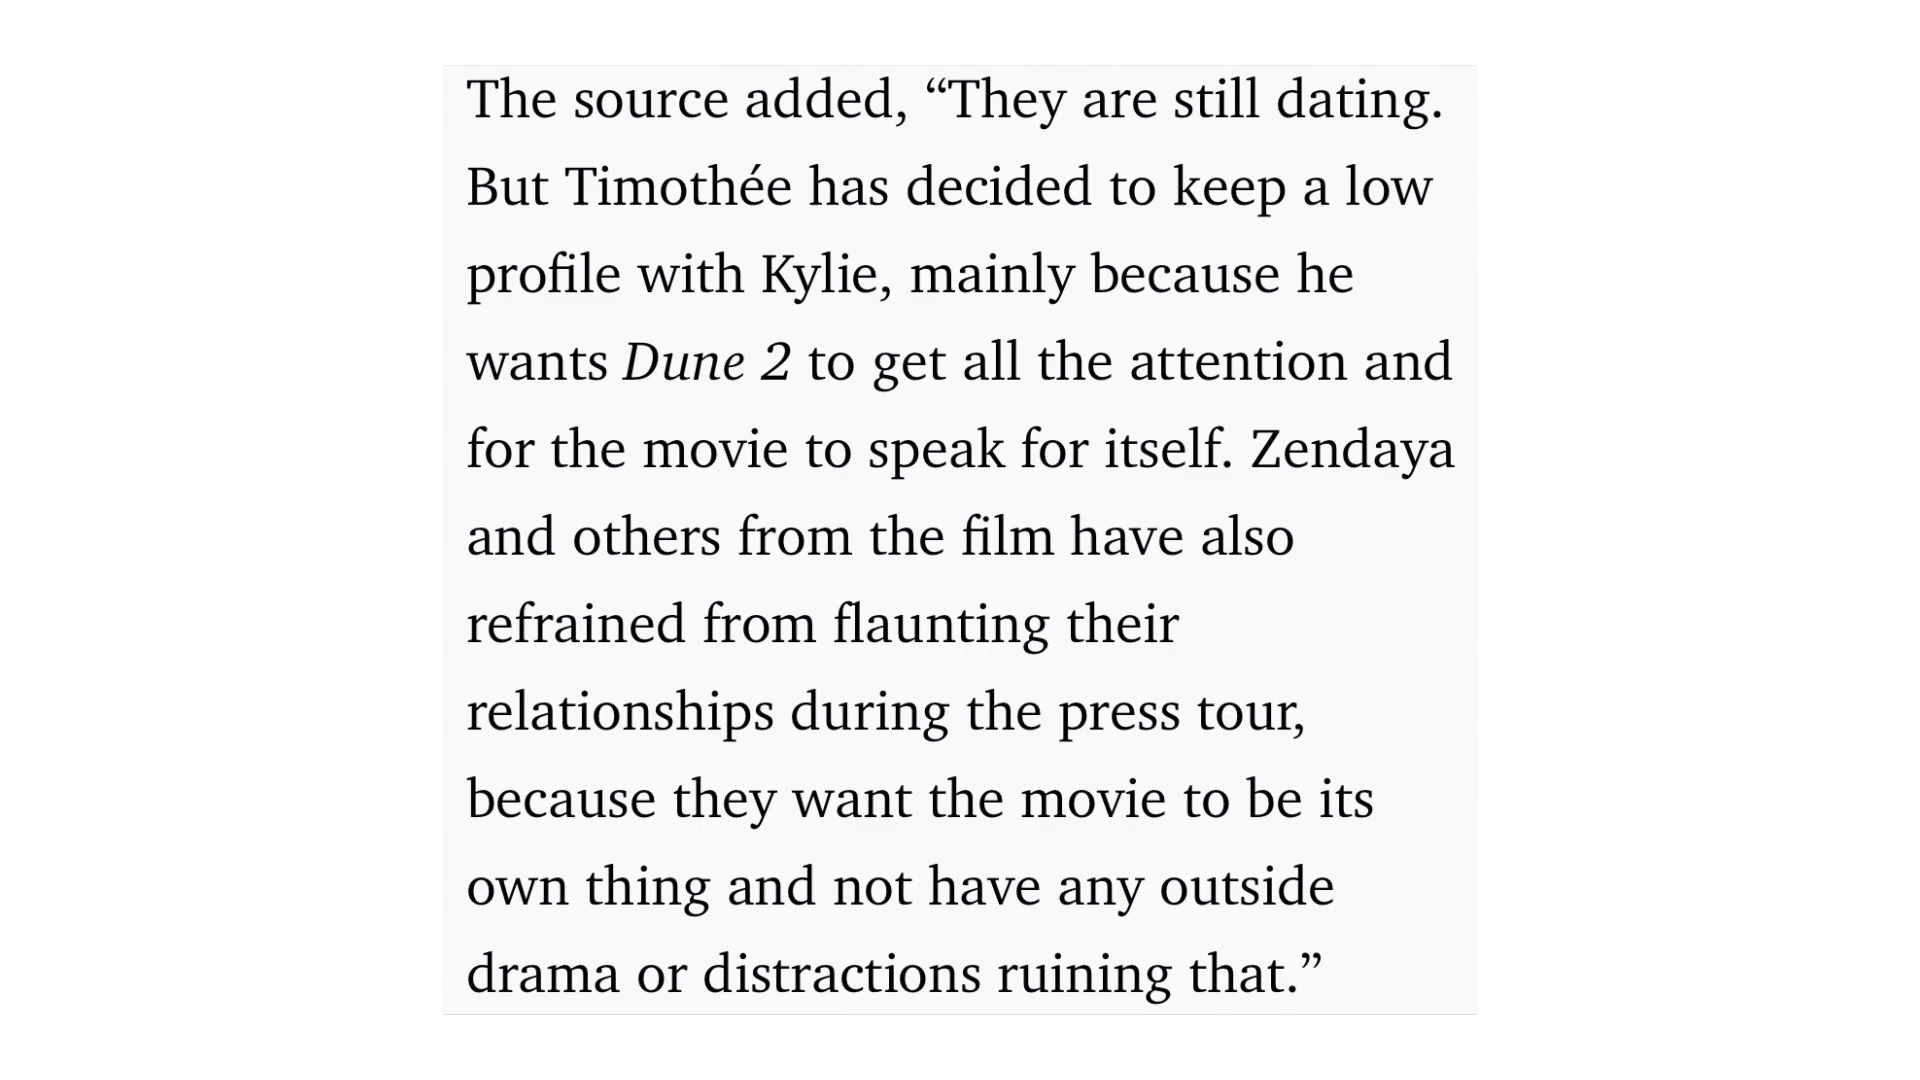 The source added, “They are still dating.
But Timothée has decided to keep a low
profile with Kylie, mainly because he
wants Dune 2 to get all the attention and
for the movie to speak for itself. Zendaya
and others from the film have also
refrained from flaunting their
relationships during the press tour,
because they want the movie to be its
own thing and not have any outside
drama or distractions ruining that.”